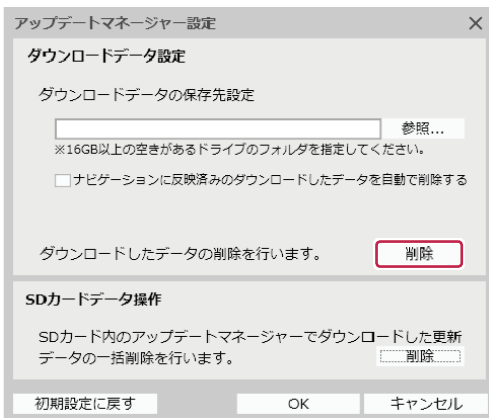 アップデートマネージャー設定
ダウンロードデータ設定
ダウンロードデータの保存先設定
参照...
※16GB以上の空きがあるドライブのフォルダを指定してください。
ナビゲーションに反映済みのダウンロードしたデータを自動で削除する
ダウンロードしたデータの削除を行います。 削除
SDカードデータ操作
SDカード内のアップデートマネージャーでダウンロードした更新
データの一括削除を行います。 削除
初期設定に戻す OK キャンセル